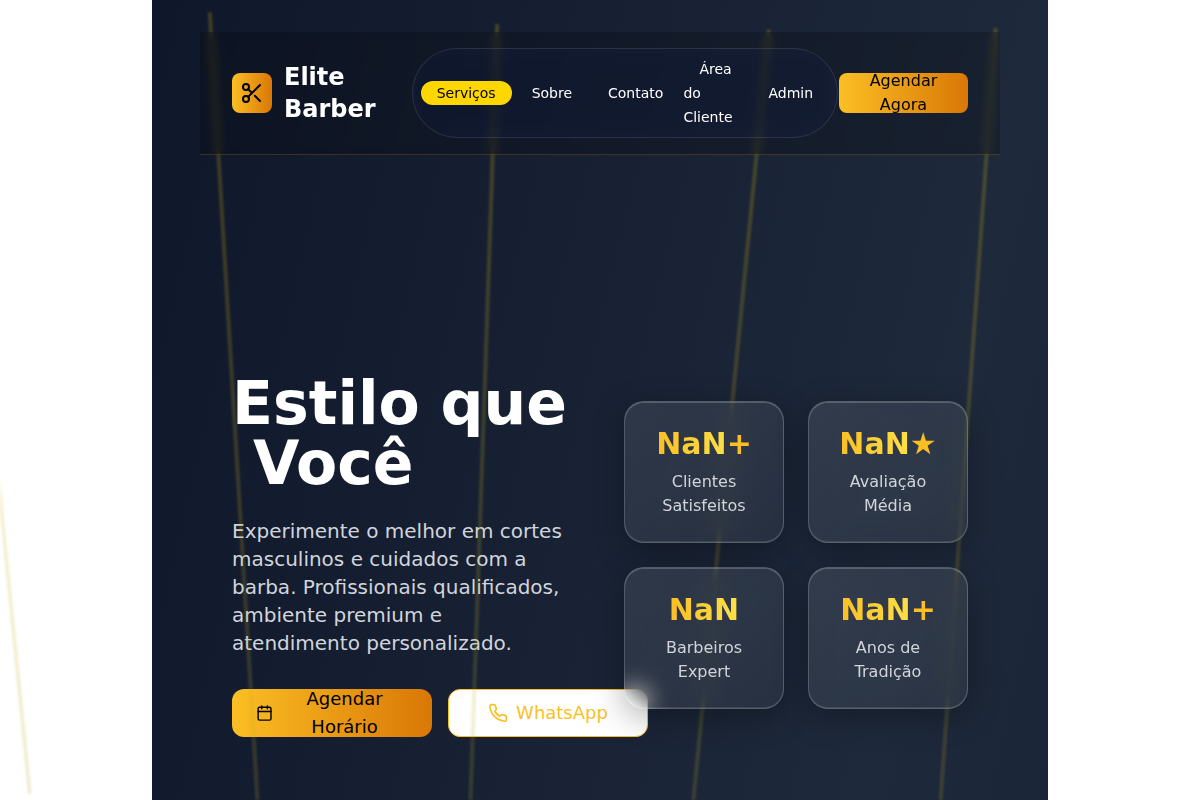 Elite
Barber
Serviços
Sobre
Contato
Área
do
Cliente
Admin
Agendar
Agora
Estilo que
Você
Experimente o melhor em cortes
masculinos e cuidados com a
barba. Profissionais qualificados,
ambiente premium e
atendimento personalizado.
Agendar
Horário
WhatsApp
NaN+
Clientes
Satisfeitos
NaN★
Avaliação
Média
NaN
Barbeiros
Expert
NaN+
Anos de
Tradição